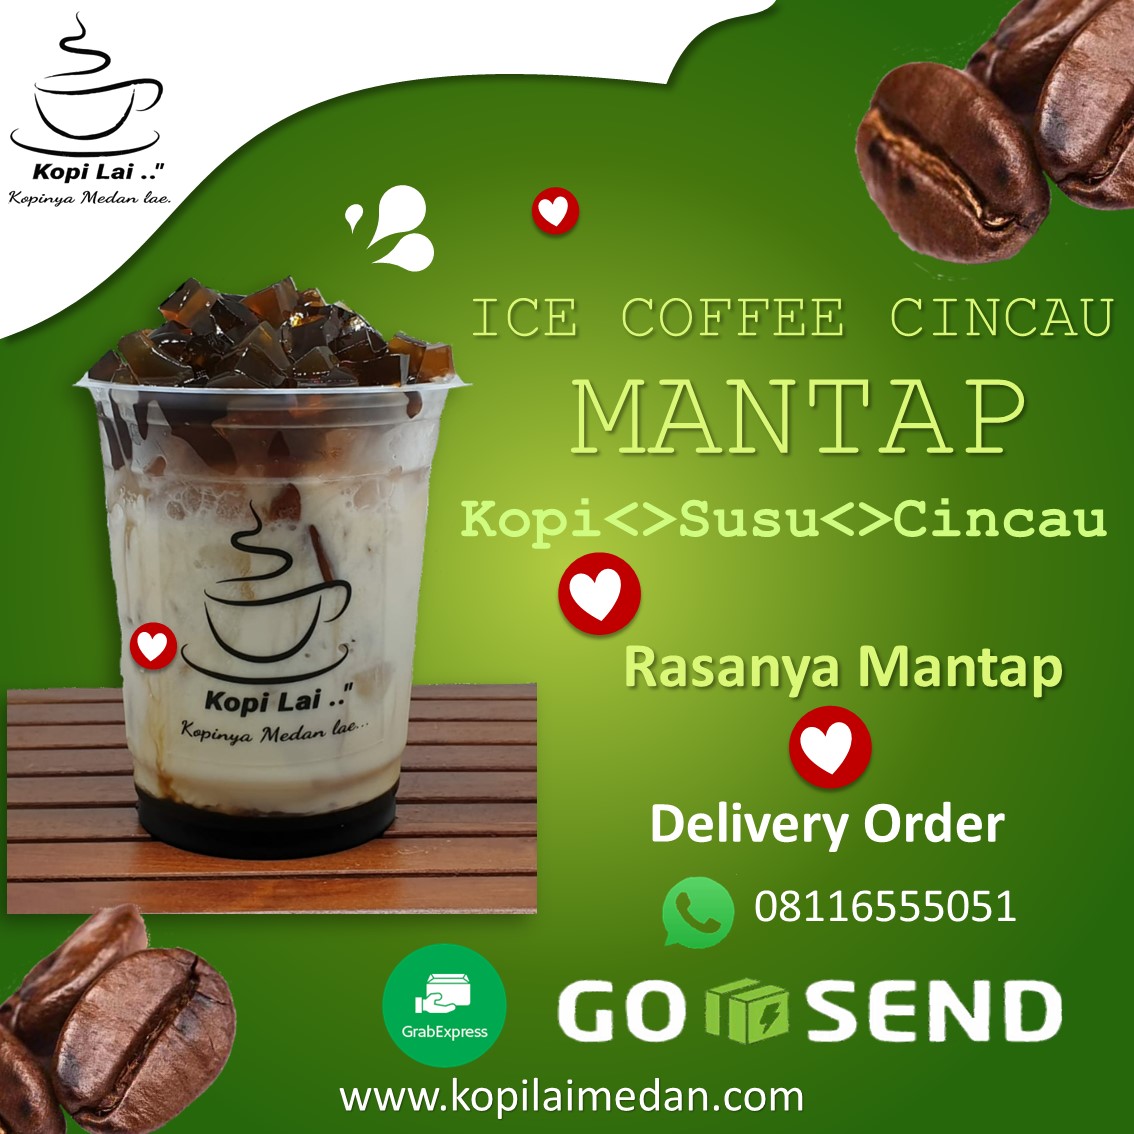 Kopi Lai .."
Kopinya Medan lae.
ICE COFFEE CINCAU
MANTAP
Kopi<>Susu<>Cincau
Kopi Lai .."
Kopinya Medan lae...
Rasanya Mantap
Delivery Order
08116555051
GrabExpress
GO SEND
www.kopilaimedan.com